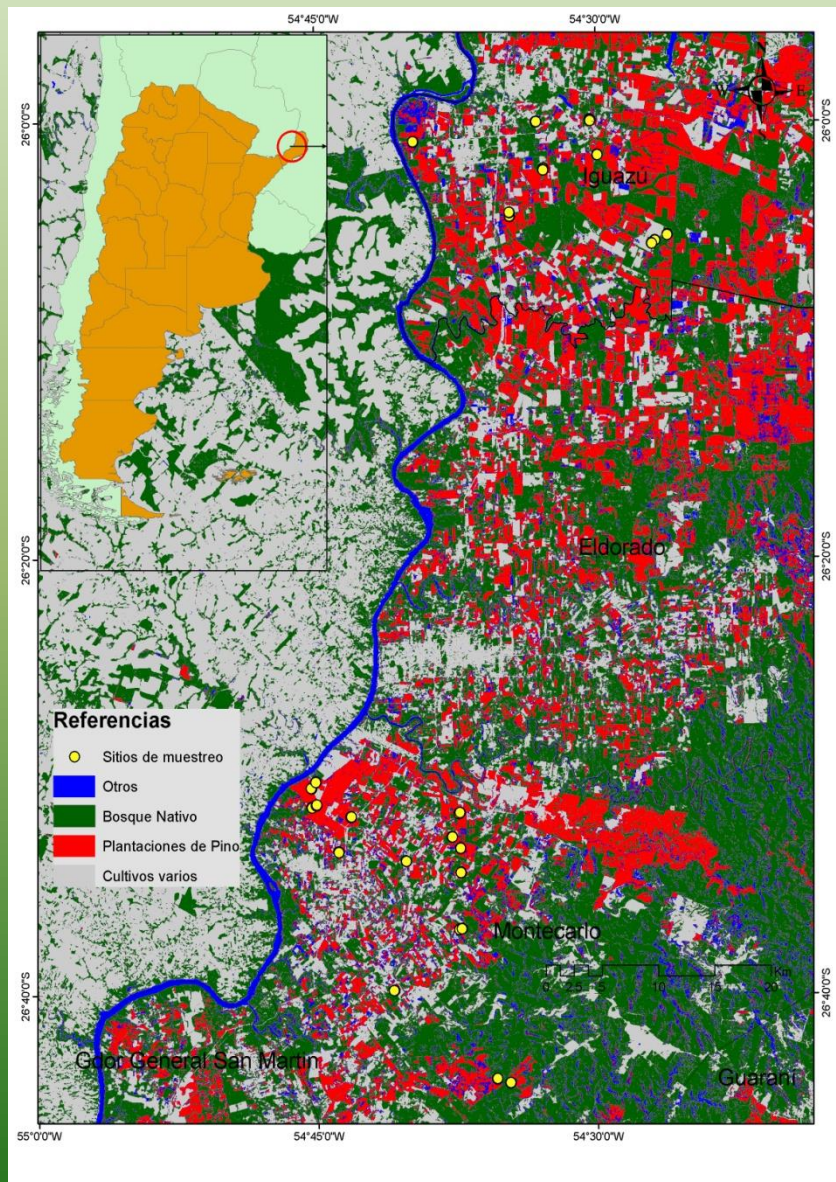 54°45'0"W
54°30'0"W
N
W
E
S
26°0'0"S
26°0'0"S
Iguazú
26°20'0"S
26°20'0"S
Eldorado
Referencias
Sitios de muestreo
Otros
Bosque Nativo
Plantaciones de Pino
Cultivos varios
Montecarlo
0 2.5 5 10 15 20 Km
26°40'0"S
26°40'0"S
Gdor General San Martín
Guaraní
55°0'0"W
54°45'0"W
54°30'0"W